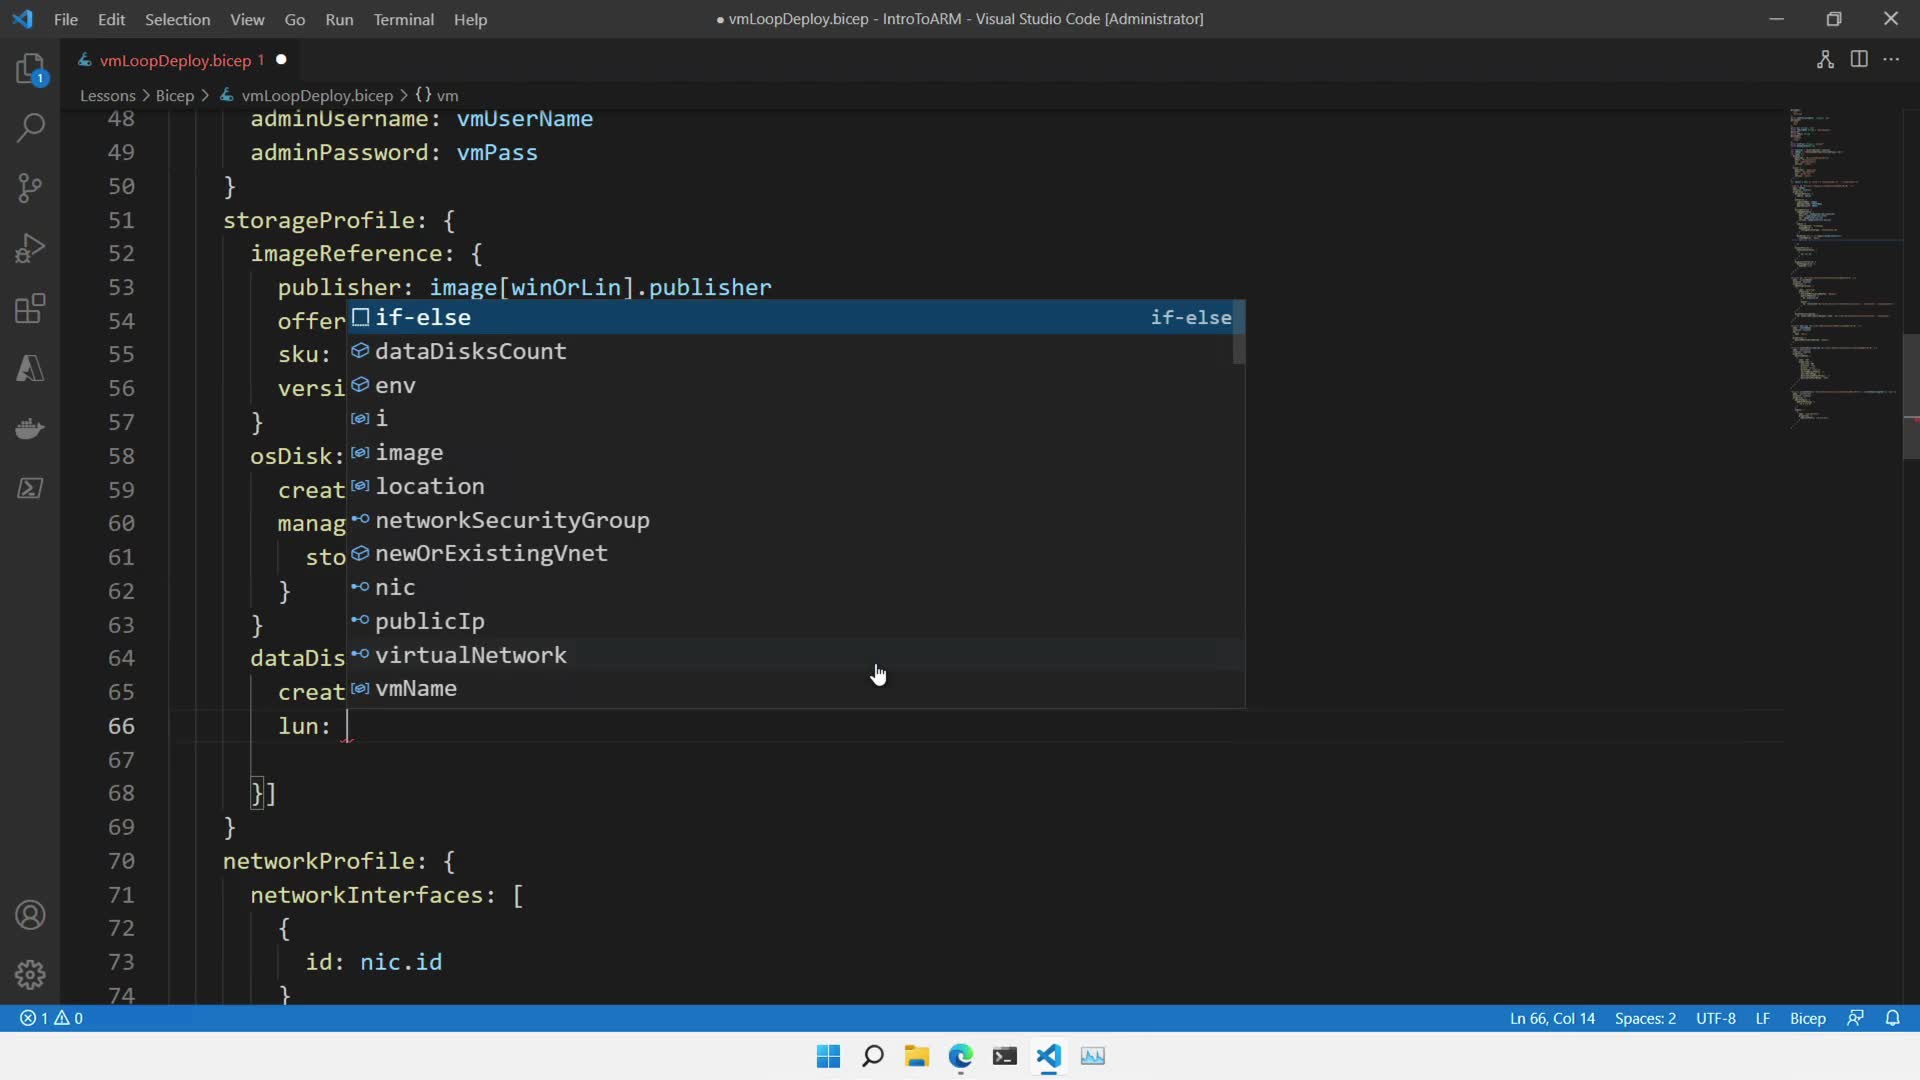 File Edit Selection View Go Run Terminal Help
● vmLoopDeploy.bicep - IntroToARM - Visual Studio Code [Administrator]
vmLoopDeploy.bicep 1
1
Lessons > Bicep > vmLoopDeploy.bicep > {} vm
48 adminUsername: vmUserName
49 adminPassword: vmPass
50 }
51 storageProfile: {
52 imageReference: {
53 publisher: image[winOrLin].publisher
54 offer
55 sku:
56 versi
57 }
58 osDisk:
59 creat
60 manag
61 sto
62 }
63 }
64 dataDis
65 creat
66 lun:
67
68 }]
69 }
70 networkProfile: {
71 networkInterfaces: [
72 {
73 id: nic.id
74 }
if-else if-else
dataDisksCount
env
i
image
location
networkSecurityGroup
newOrExistingVnet
nic
publicIp
virtualNetwork
vmName
1 0
Ln 66, Col 14 Spaces: 2 UTF-8 LF Bicep